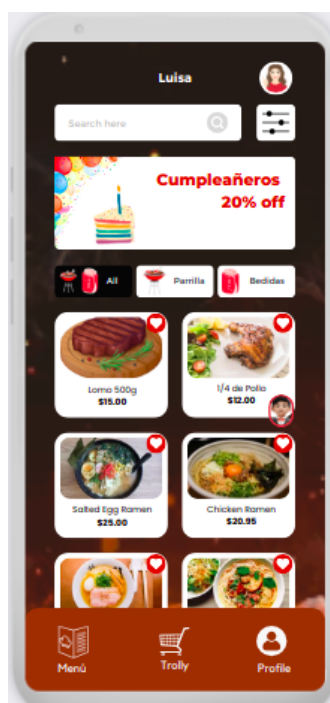 Luisa
Search here
Cumpleañeros
20% off
All
Parrilla
Bedidas
Lomo 500g
$15.00
1/4 de Pollo
$12.00
Salted Egg Ramen
$25.00
Chicken Ramen
$20.95
Menú
Trolly
Profile